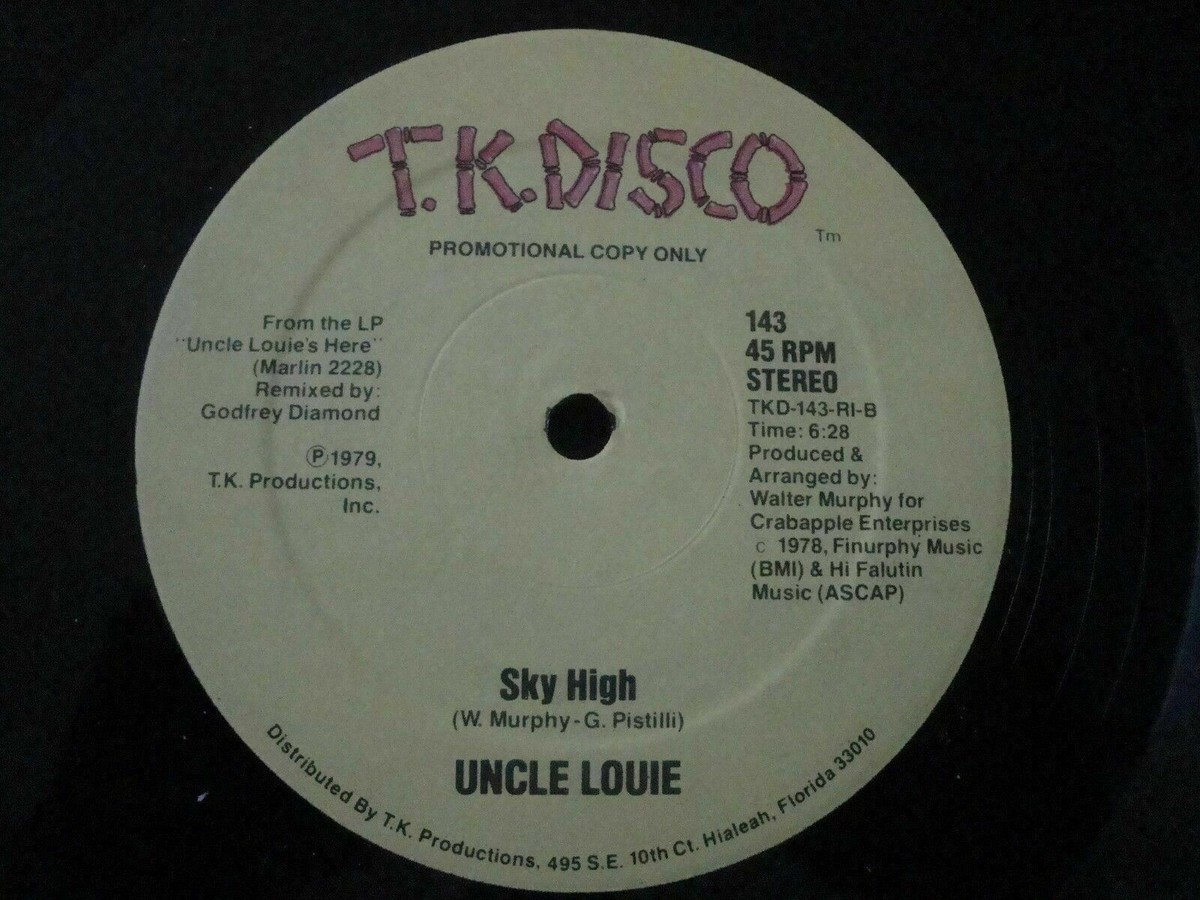 T.K. DISCO
Tm
PROMOTIONAL COPY ONLY
From the LP
"Uncle Louie's Here"
(Marlin 2228)
Remixed by:
Godfrey Diamond
Ⓟ1979,
T.K. Productions,
Inc.
143
45 RPM
STEREO
TKD-143-RI-B
Time: 6:28
Produced &
Arranged by:
Walter Murphy for
Crabapple Enterprises
c 1978, Finurphy Music
(BMI) & Hi Falutin
Music (ASCAP)
Sky High
(W. Murphy-G. Pistilli)
UNCLE LOUIE
Distributed By T.K. Productions, 495 S.E. 10th Ct. Hialeah, Florida 33010